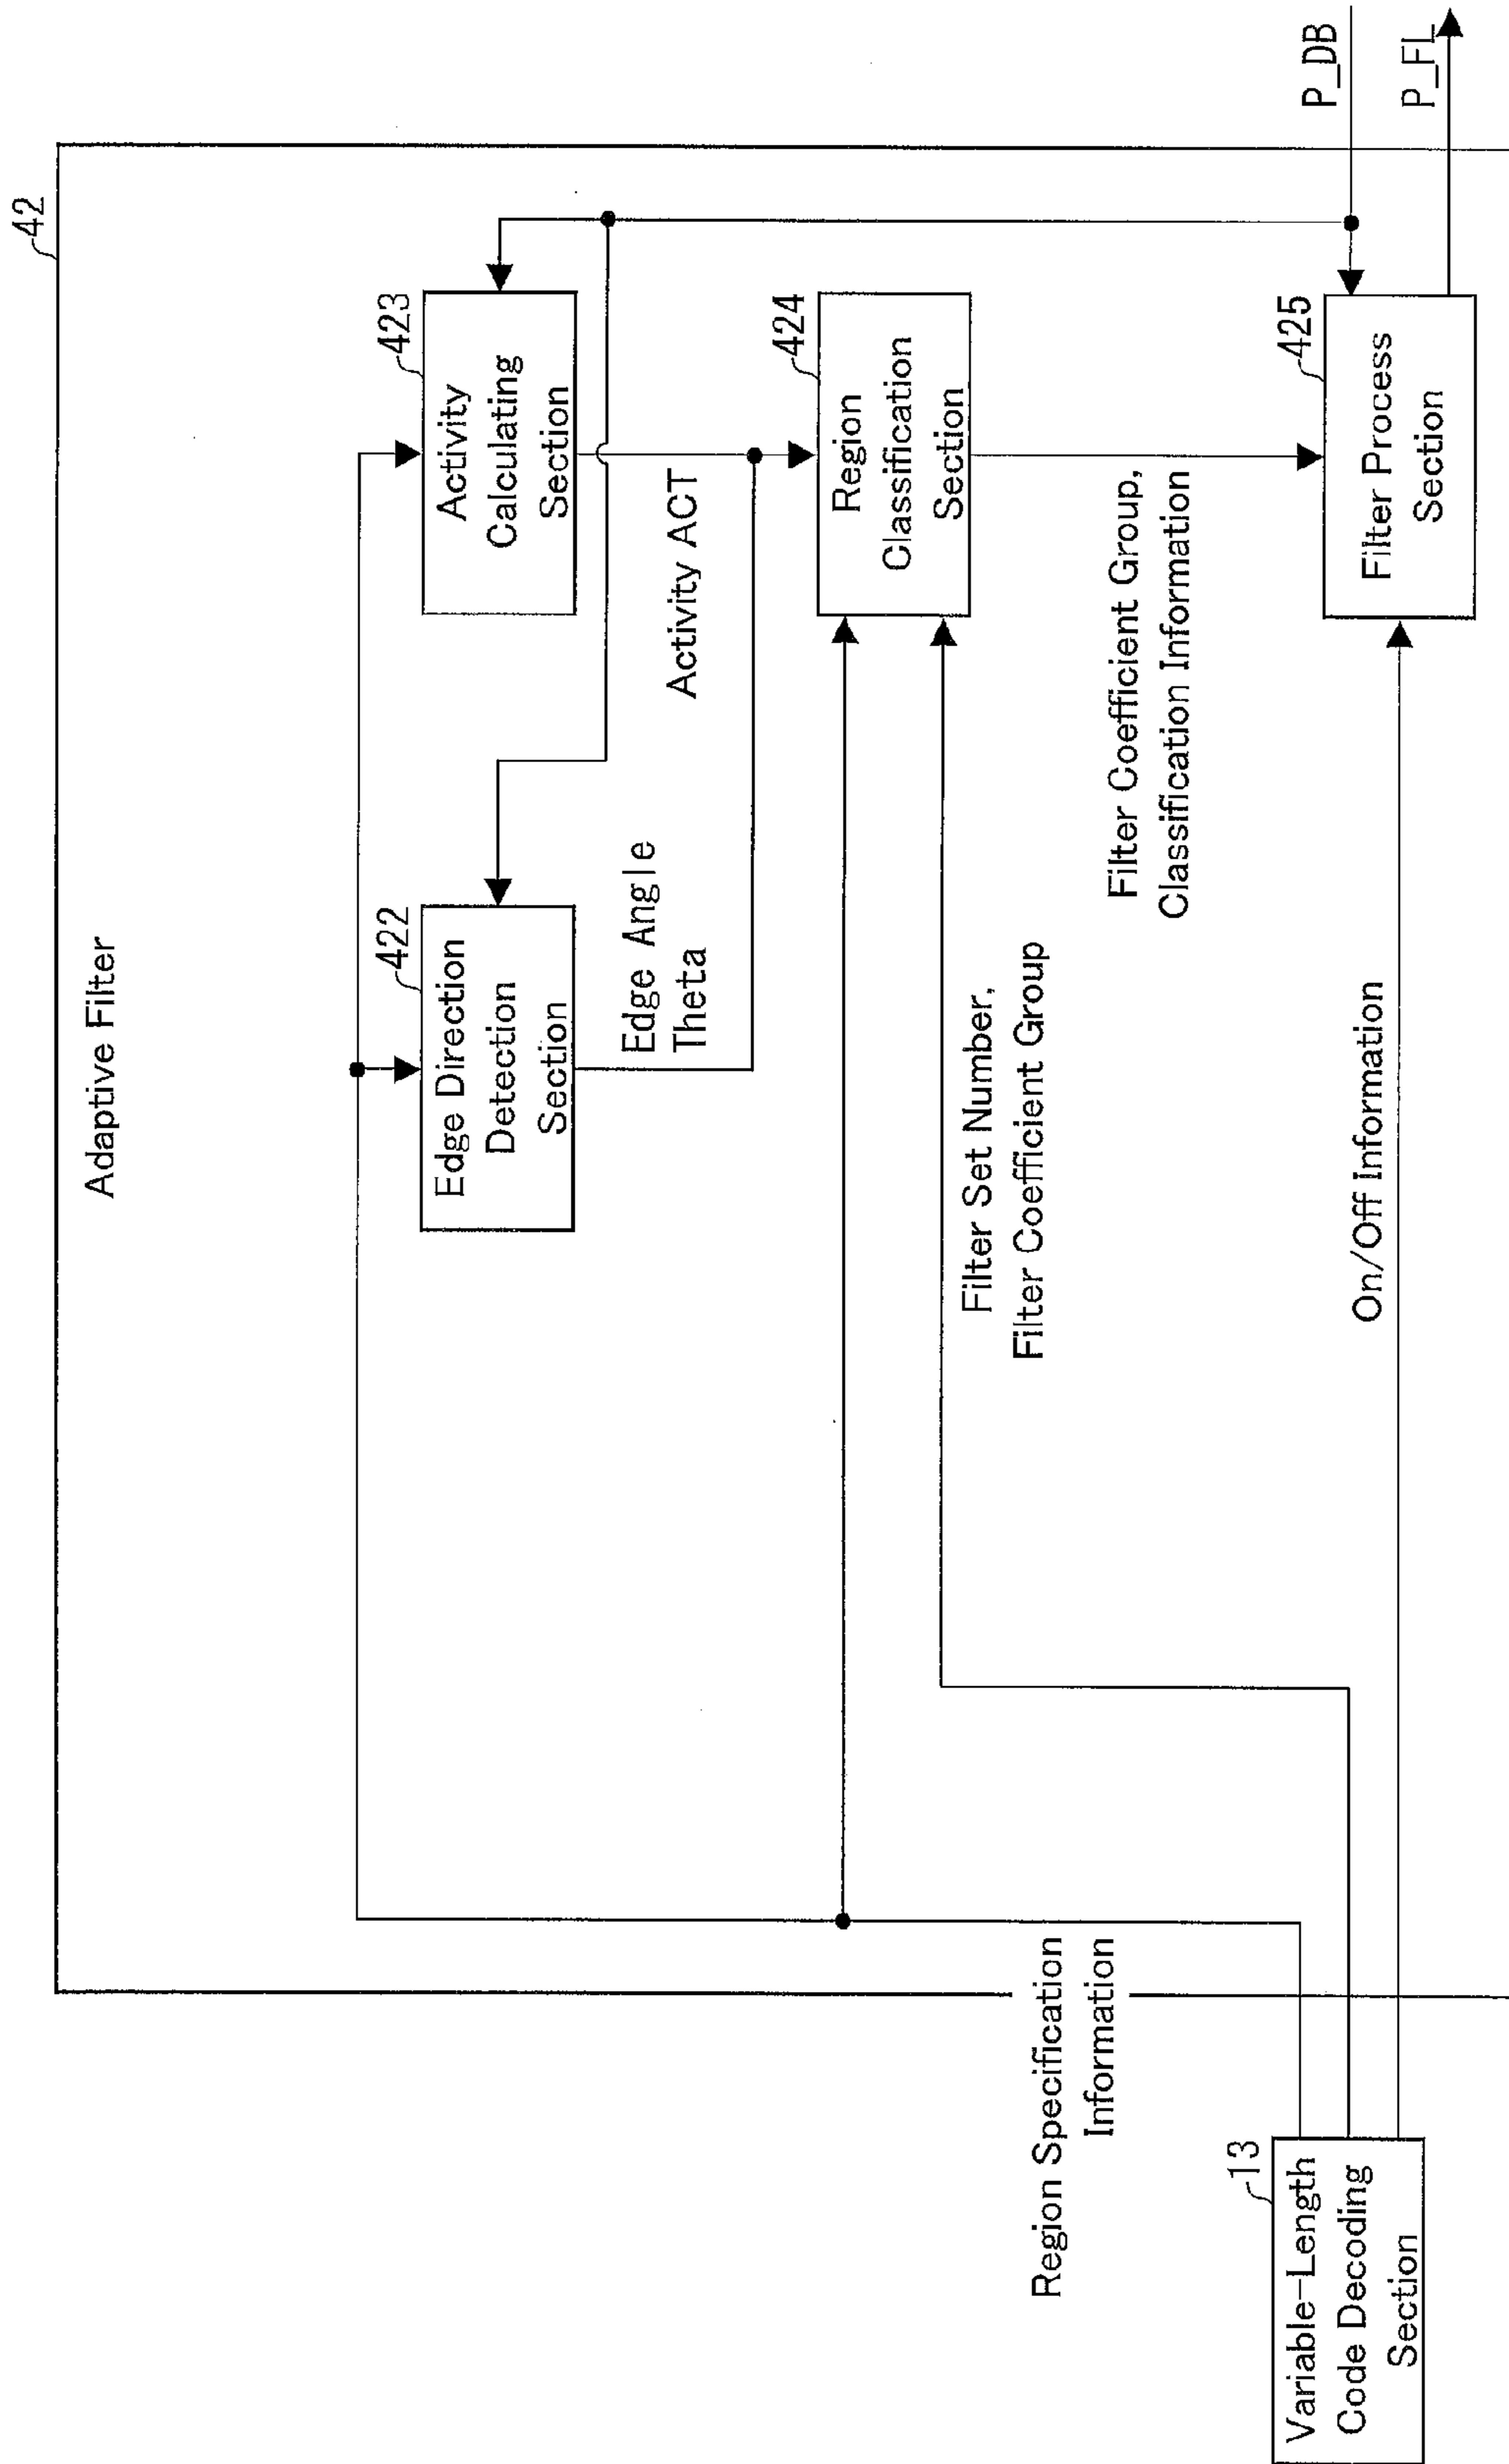 Adaptive Filter
42
422
Edge Direction
Detection
Section
423
Activity
Calculating
Section
Edge Angle
Theta
Activity ACT
424
Region
Classification
Section
Region Specification
Information
Filter Set Number,
Filter Coefficient Group
Filter Coefficient Group,
Classification Information
13
Variable-Length
Code Decoding
Section
On/Off Information
425
Filter Process
Section
P_DB
P_FL